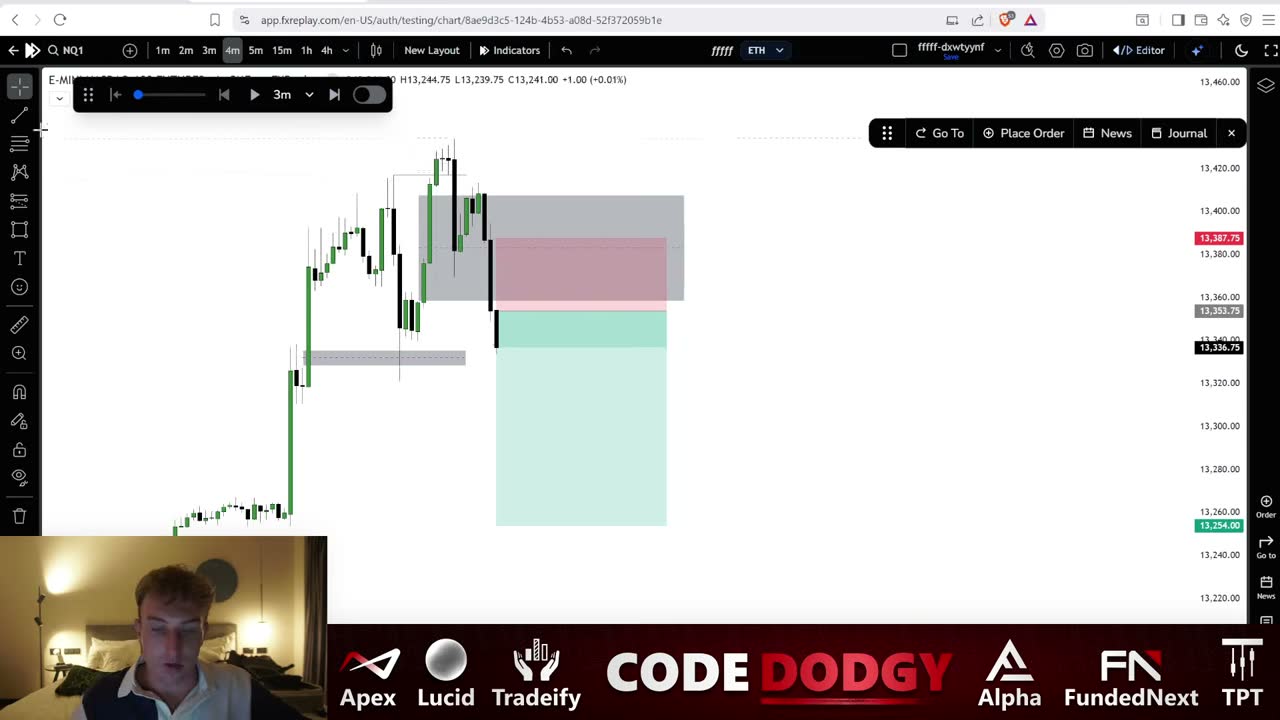 app.fxreplay.com/en-US/auth/testing/chart/8ae9d3c5-124b-4b53-a08d-52f372059b1e
NQ1 1m 2m 3m 4m 5m 15m 1h 4h New Layout Indicators fffff ETH fffff-dxwtyynf Save Editor
H13,244.75 L13,239.75 C13,241.00 +1.00 (+0.01%)
3m
Go To Place Order News Journal
13,460.00
13,420.00
13,400.00
13,387.75
13,380.00
13,360.00
13,353.75
13,340.00
13,336.75
13,320.00
13,300.00
13,280.00
13,260.00
13,254.00
13,240.00
13,220.00
Order
Go to
News
CODE DODGY
Apex Lucid Tradeify Alpha FundedNext TPT